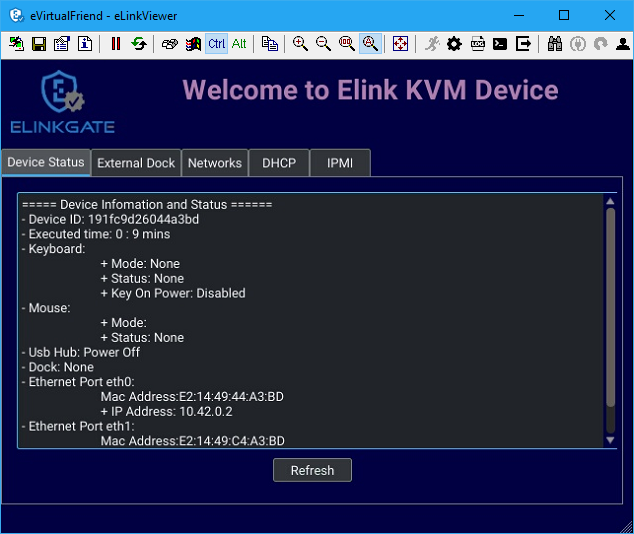 eVirtualFriend - eLinkViewer
Ctrl Alt
ELINKGATE
Welcome to Elink KVM Device
Device Status External Dock Networks DHCP IPMI
===== Device Infomation and Status ======
- Device ID: 191fc9d26044a3bd
- Executed time: 0 : 9 mins
- Keyboard:
+ Mode: None
+ Status: None
+ Key On Power: Disabled
- Mouse:
+ Mode:
+ Status: None
- Usb Hub: Power Off
- Dock: None
- Ethernet Port eth0:
Mac Address:E2:14:49:44:A3:BD
+ IP Address: 10.42.0.2
- Ethernet Port eth1:
Mac Address:E2:14:49:C4:A3:BD
Refresh